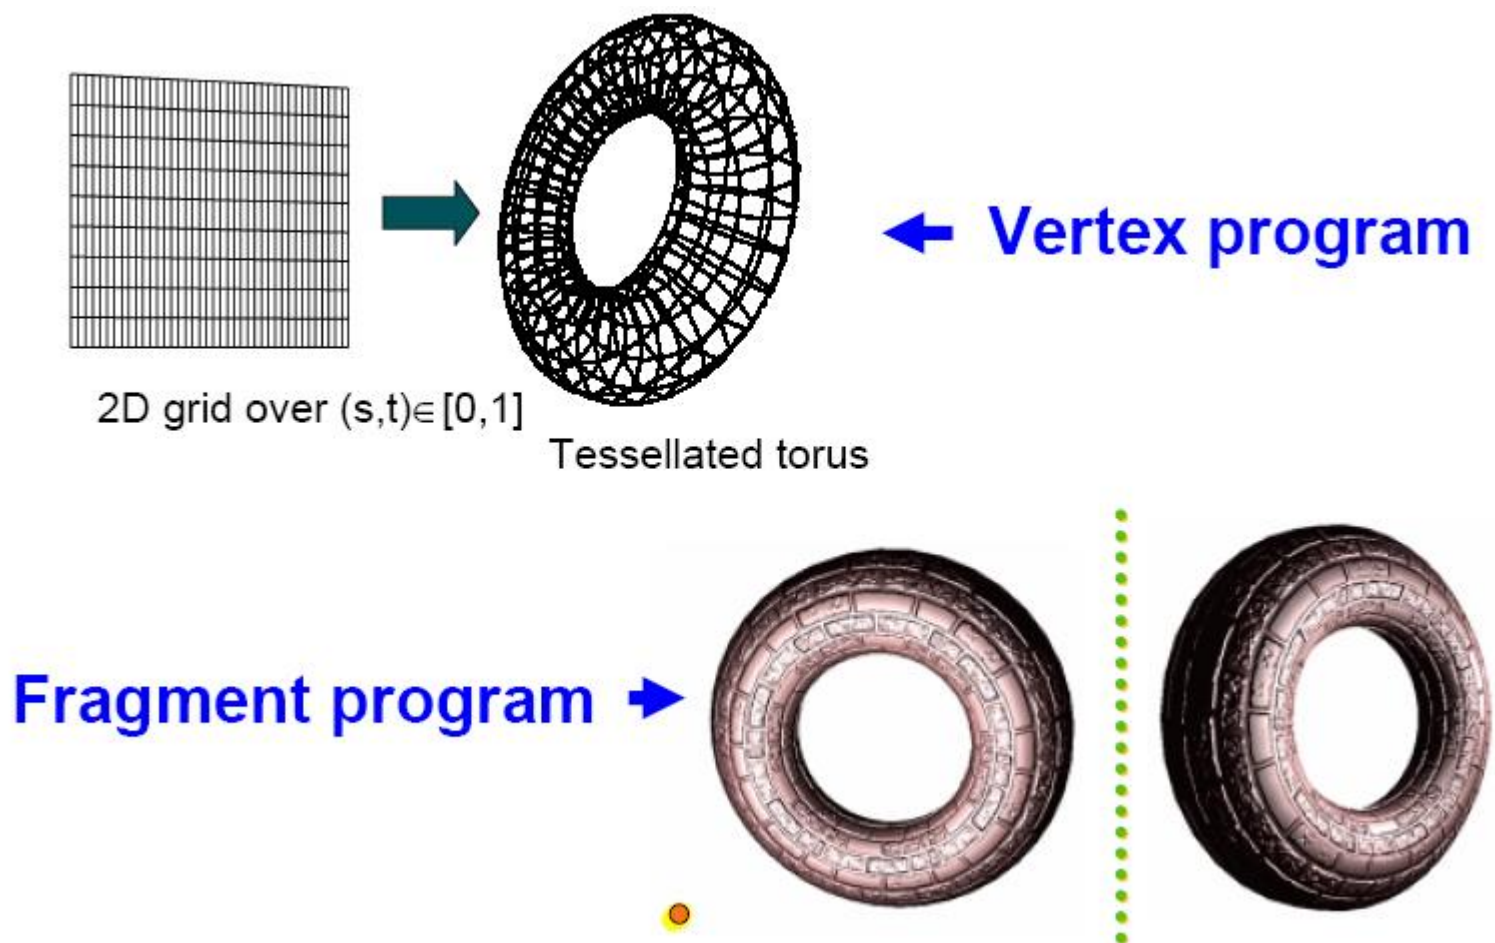 Vertex program
2D grid over (s,t)∈[0,1]
Tessellated torus
Fragment program